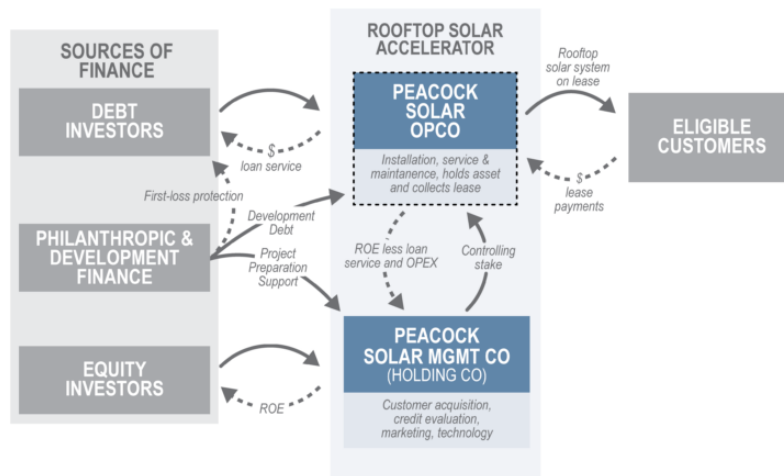 SOURCES OF
FINANCE
DEBT
INVESTORS
$
loan service
First-loss protection
PHILANTHROPIC &
DEVELOPMENT
FINANCE
Development
Debt
Project
Preparation
Support
EQUITY
INVESTORS
ROE
ROOFTOP SOLAR
ACCELERATOR
PEACOCK
SOLAR
OPCO
Installation, service &
maintanence, holds asset
and collects lease
ROE less loan
service and OPEX
Controlling
stake
PEACOCK
SOLAR MGMT CO
(HOLDING CO)
Customer acquisition,
credit evaluation,
marketing, technology
Rooftop
solar system
on lease
$
lease
payments
ELIGIBLE
CUSTOMERS